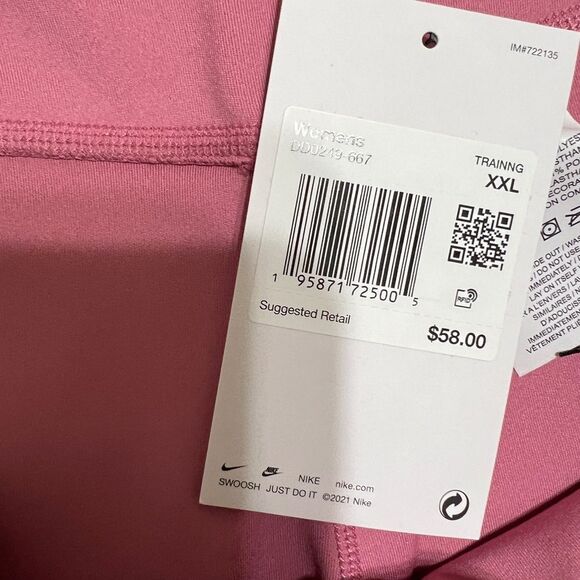 IM#722135
Womens
DD0249-667
TRAINNG
XXL
1 95871 72500 5
RFID
Suggested Retail
$58.00
NIKE nike.com
SWOOSH JUST DO IT ©2021 Nike